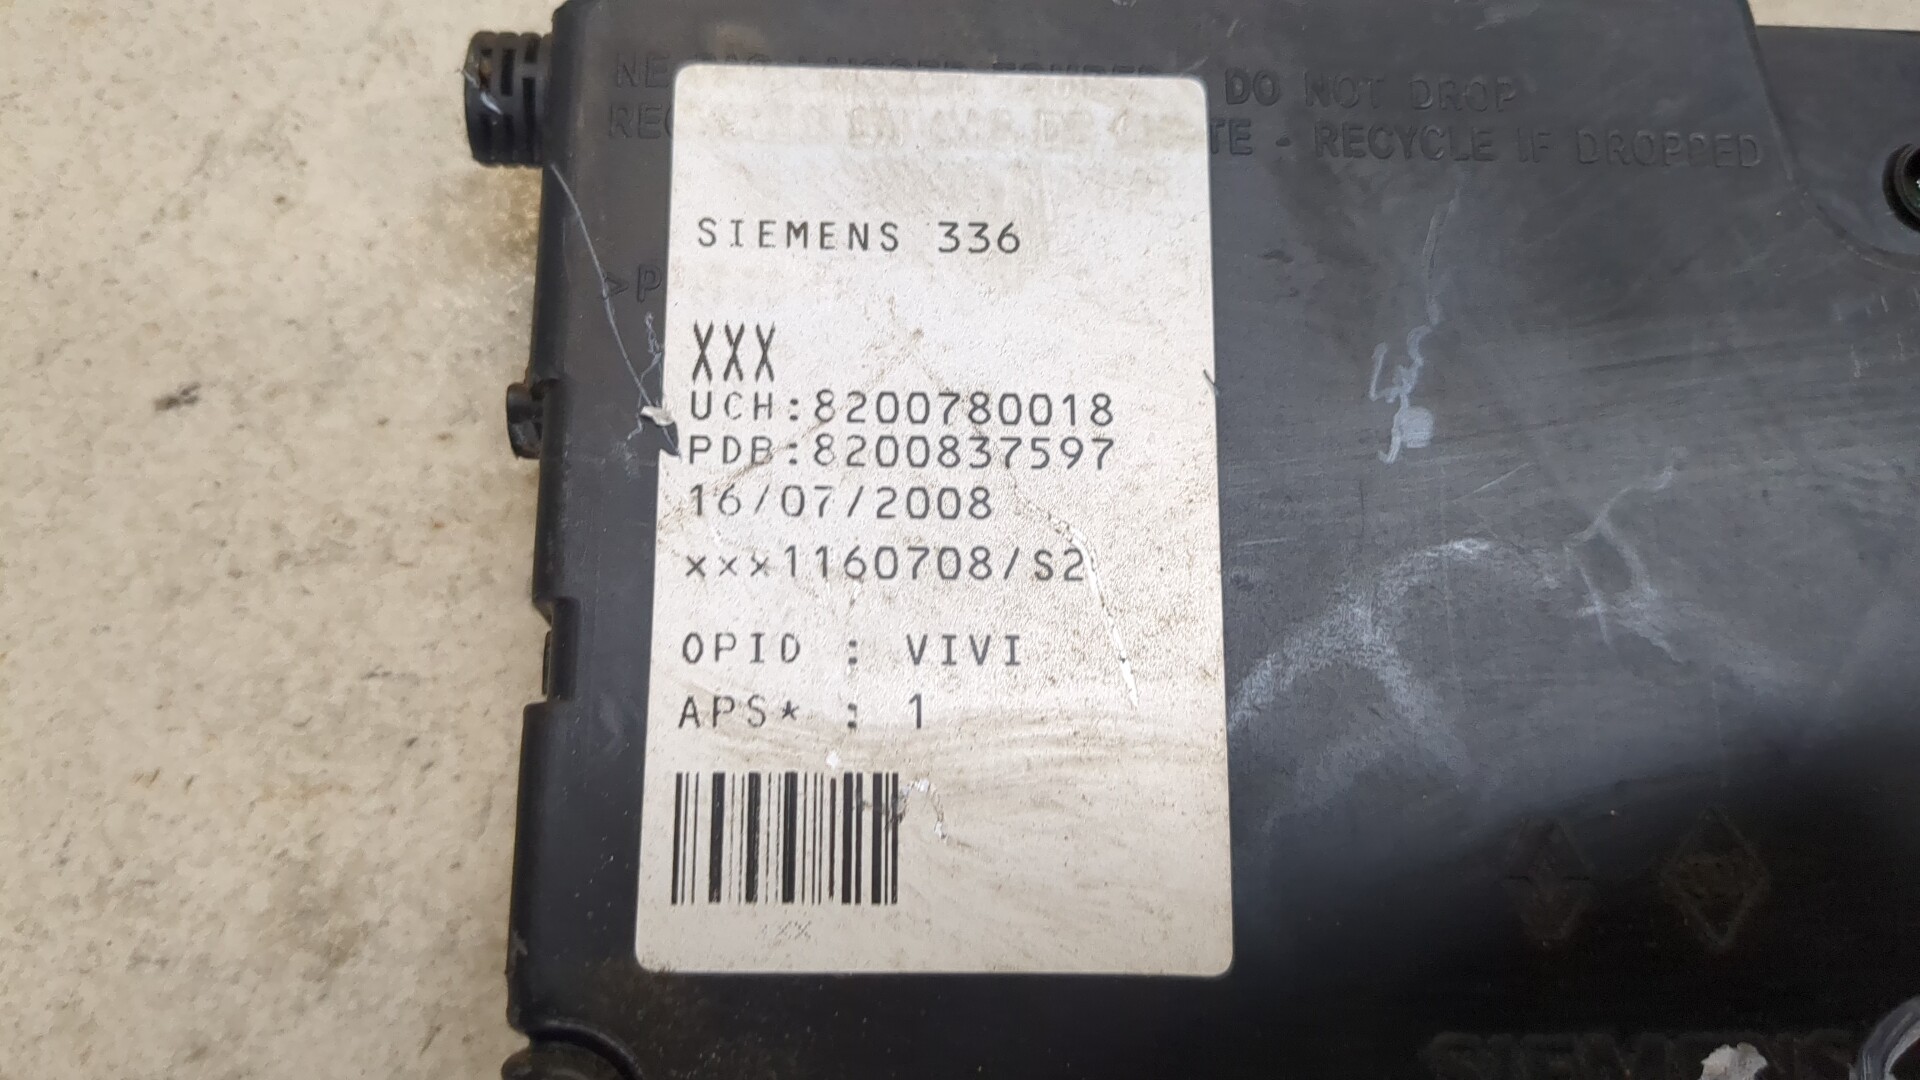 DO NOT DROP
- RECYCLE IF DROPPED
SIEMENS 336
>P
XXX
UCH:8200780018
PDB:8200837597
16/07/2008
xxx1160708/S2
OPID : VIVI
APS* : 1
SIEMENS